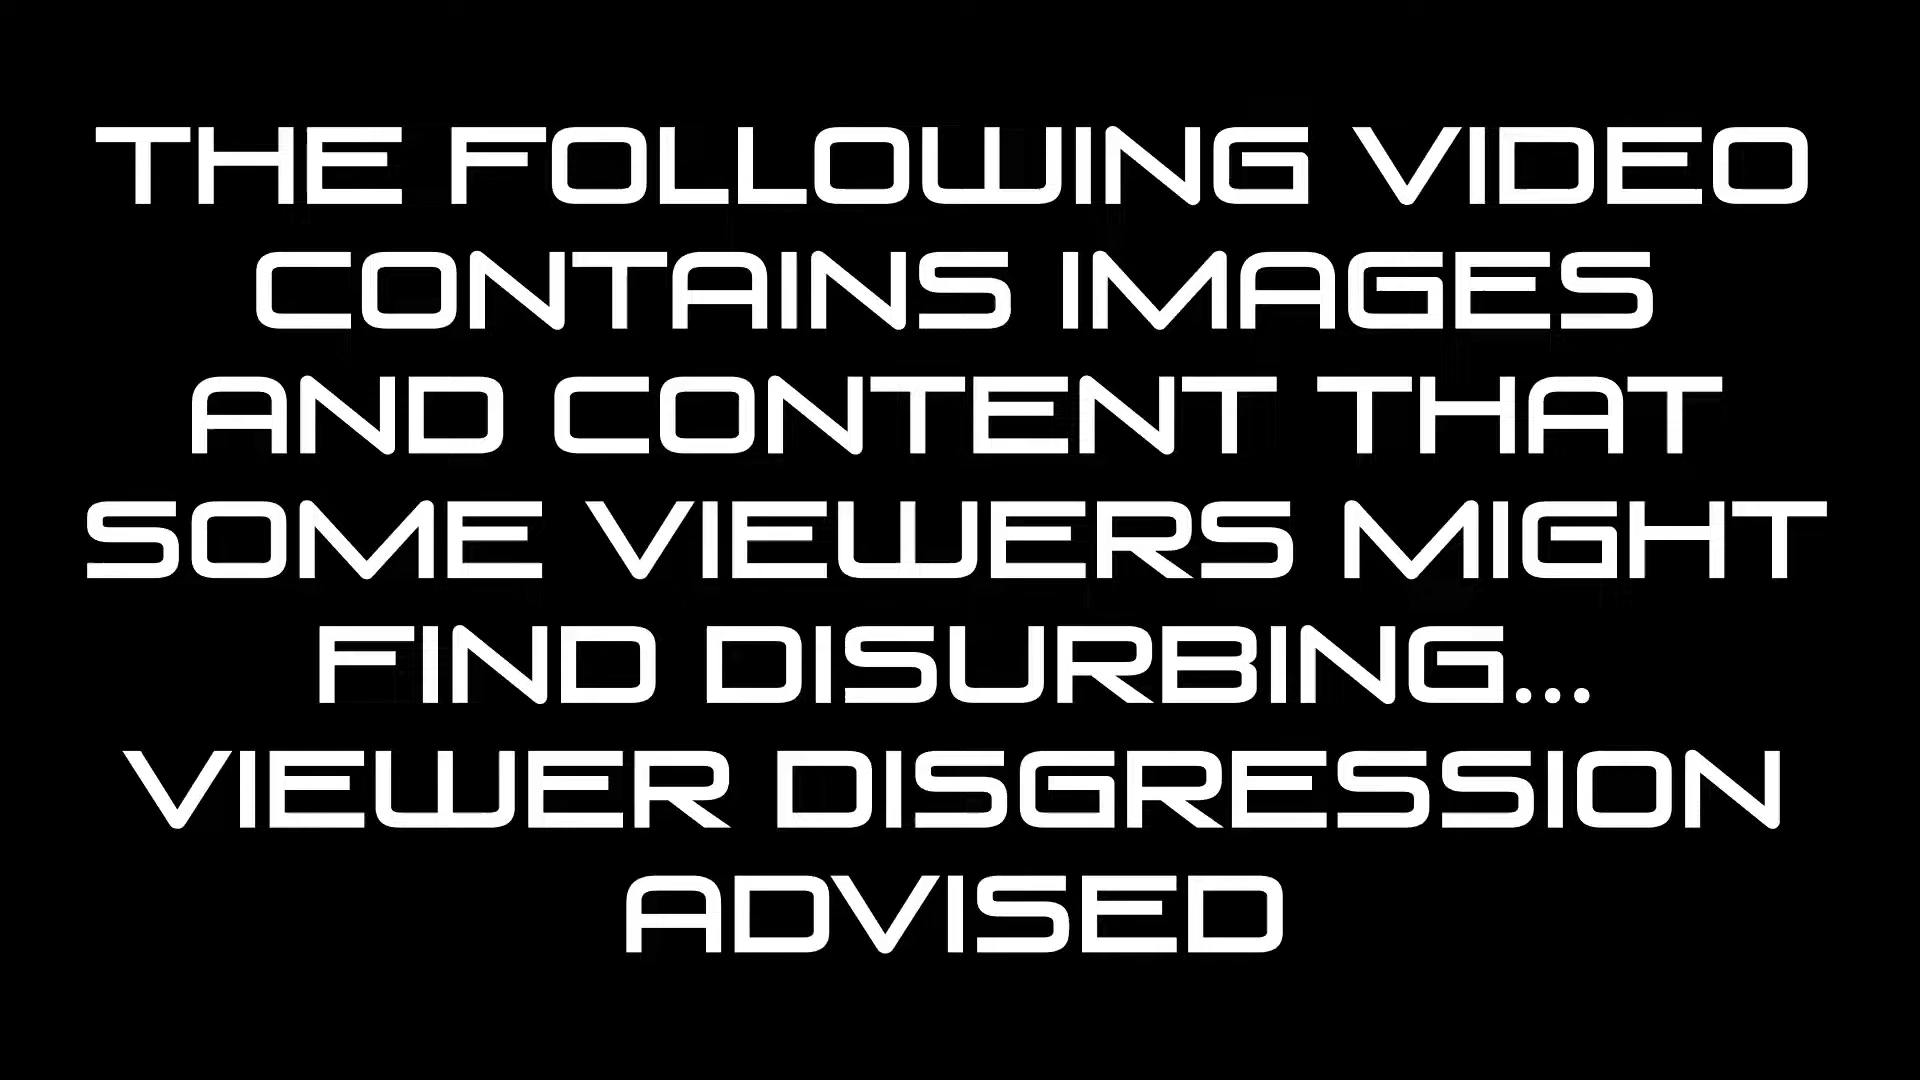 THE FOLLOWING VIDEO
CONTAINS IMAGES
AND CONTENT THAT
SOME VIEWERS MIGHT
FIND DISURBING...
VIEWER DISGRESSION
ADVISED